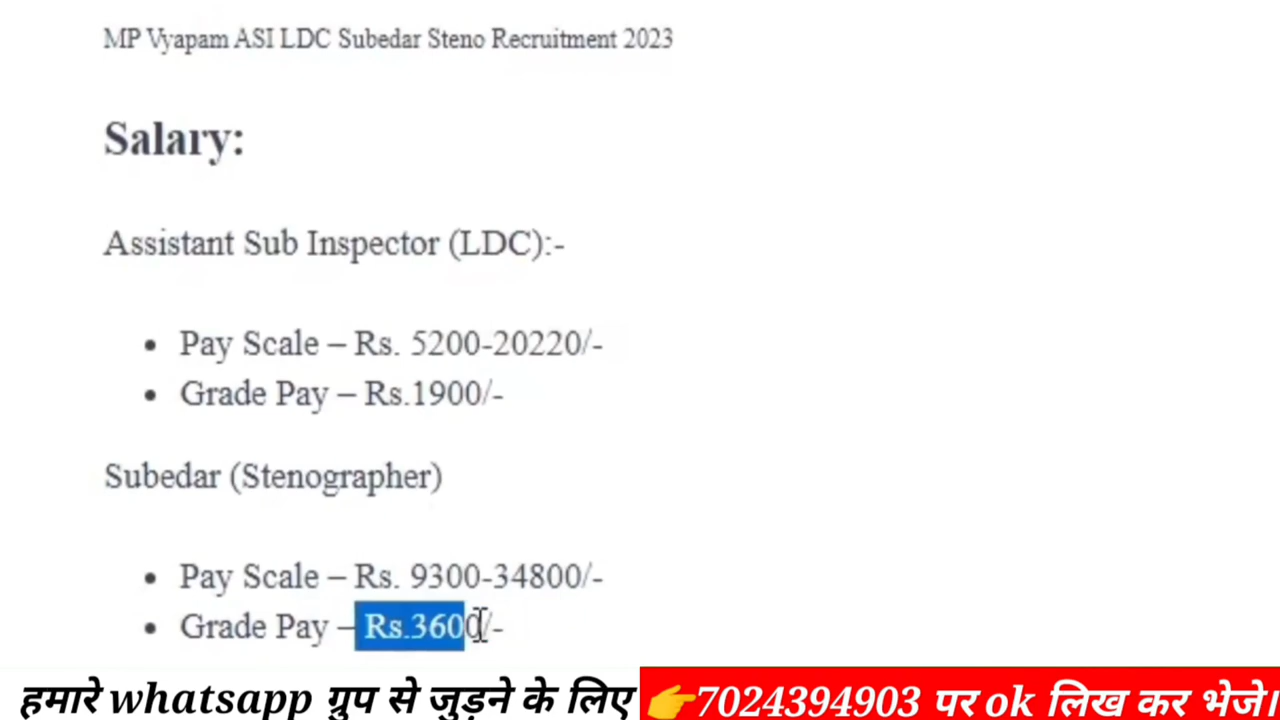 MP Vyapam ASI LDC Subedar Steno Recruitment 2023
Salary:
Assistant Sub Inspector (LDC):-
• Pay Scale – Rs. 5200-20220/-
• Grade Pay – Rs.1900/-
Subedar (Stenographer)
• Pay Scale – Rs. 9300-34800/-
• Grade Pay – Rs.3600/-
हमारे whatsapp ग्रुप से जुड़ने के लिए 👉7024394903 पर ok लिख कर भेजे।